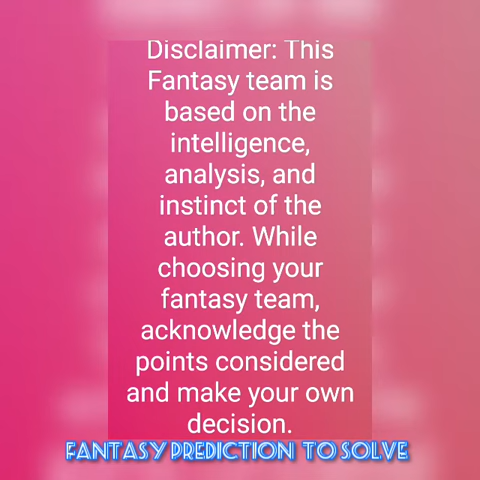 Disclaimer: This
Fantasy team is
based on the
intelligence,
analysis, and
instinct of the
author. While
choosing your
fantasy team,
acknowledge the
points considered
and make your own
decision.
FANTASY PREDICTION TO SOLVE